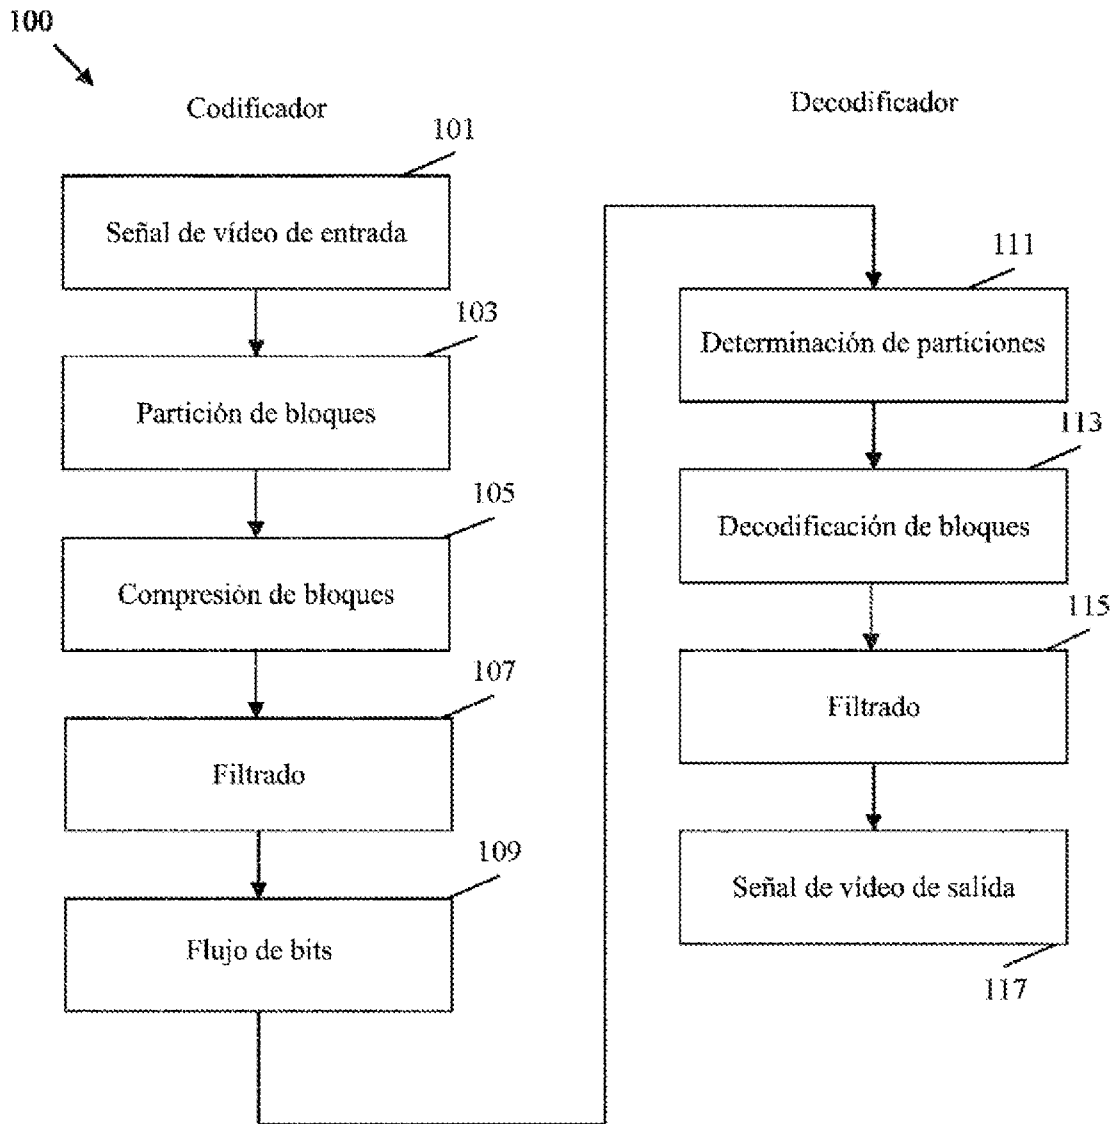 100
Codificador
101
Señal de vídeo de entrada
103
Partición de bloques
105
Compresión de bloques
107
Filtrado
109
Flujo de bits
Decodificador
111
Determinación de particiones
113
Decodificación de bloques
115
Filtrado
Señal de vídeo de salida
117